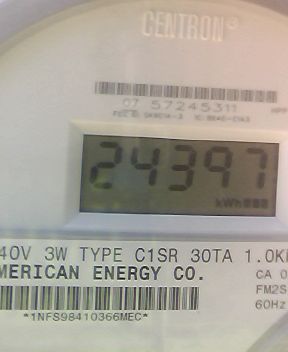 CENTRON®
07 57245311
24397
kWh
40V 3W TYPE C1SR 30TA 1.0K
MERICAN ENERGY CO.
CA 0
FM2S
60Hz
*1NFS98410366MEC*